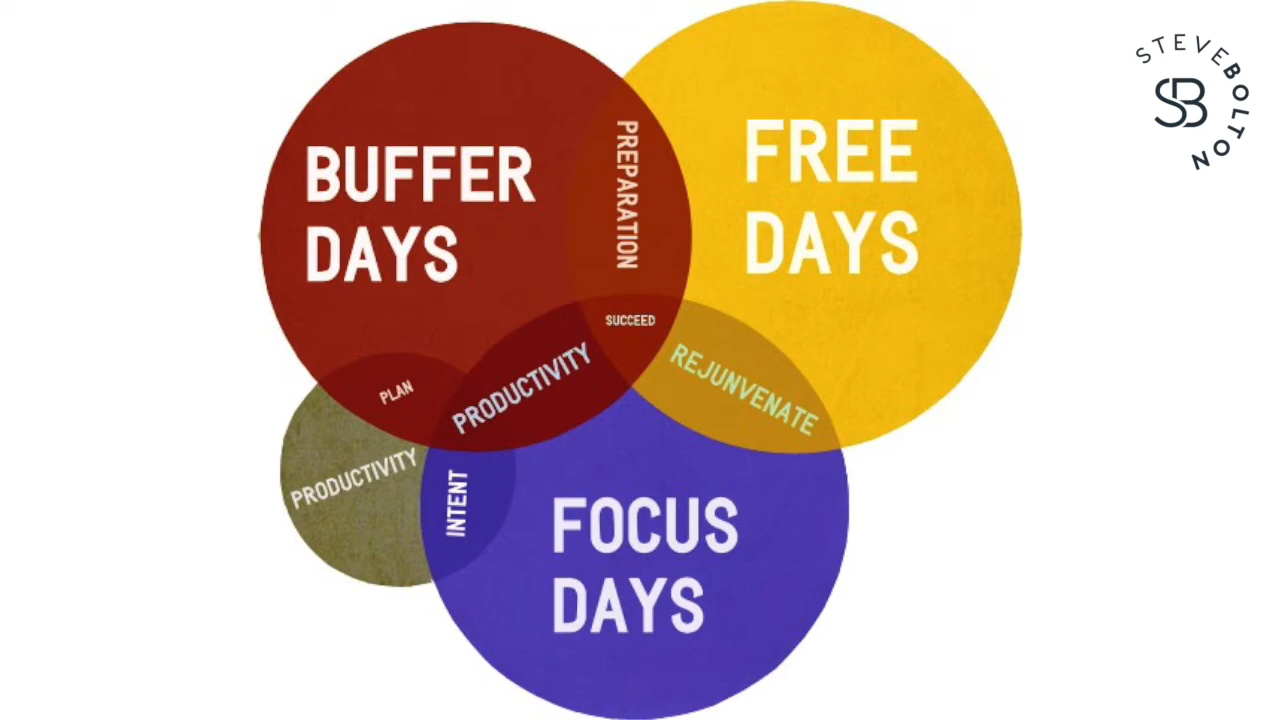 BUFFER
DAYS
FREE
DAYS
PREPARATION
SUCCEED
PRODUCTIVITY
REJUNVENATE
PLAN
PRODUCTIVITY
INTENT
FOCUS
DAYS
STEVEBOLTON
SB